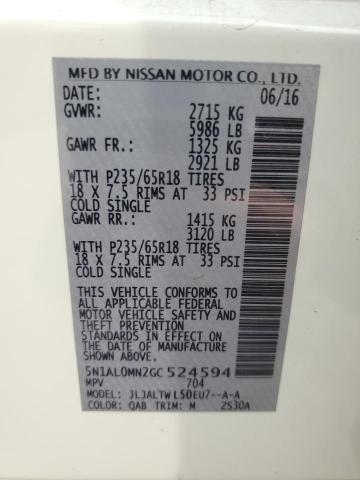 MFD BY NISSAN MOTOR CO., LTD.
DATE: 06/16
GVWR: 2715 KG
5986 LB
GAWR FR.: 1325 KG
2921 LB
WITH P235/65R18 TIRES
18 X 7.5 RIMS AT 33 PSI
COLD SINGLE
GAWR RR.: 1415 KG
3120 LB
WITH P235/65R18 TIRES
18 X 7.5 RIMS AT 33 PSI
COLD SINGLE
THIS VEHICLE CONFORMS TO
ALL APPLICABLE FEDERAL
MOTOR VEHICLE SAFETY AND
THEFT PREVENTION
STANDARDS IN EFFECT ON
THE DATE OF MANUFACTURE
SHOWN ABOVE.
5N1AL0MN2GC524594
MPV 704
MODEL: JLJALTWL50EU7--A-A
COLOR: QAB TRIM: M 2S30A